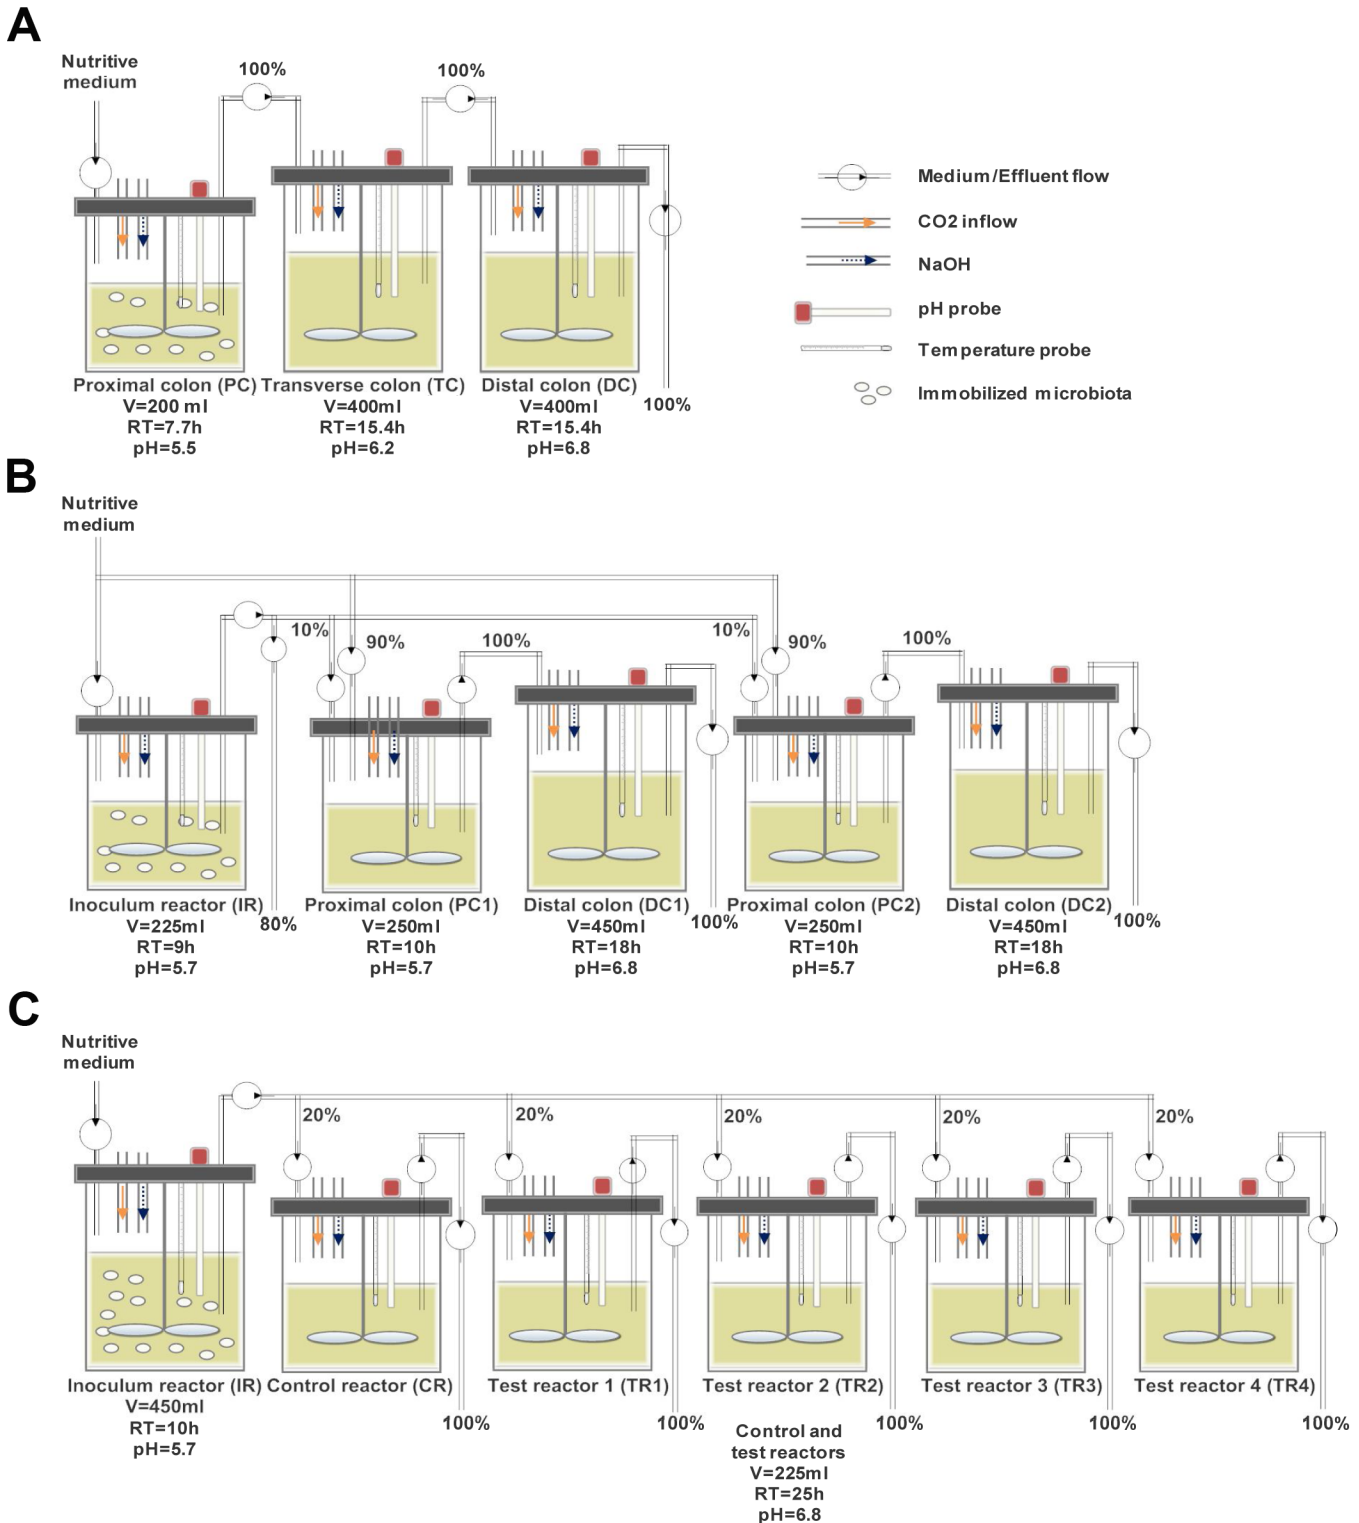 A
Nutritive
medium
100%
100%
Proximal colon (PC)
V=200 ml
RT=7.7h
pH=5.5
Transverse colon (TC)
V=400ml
RT=15.4h
pH=6.2
Distal colon (DC)
V=400ml
RT=15.4h
pH=6.8
100%
Medium/Effluent flow
CO2 inflow
NaOH
pH probe
Temperature probe
Immobilized microbiota
B
Nutritive
medium
10%
90%
100%
10%
90%
100%
Inoculum reactor (IR)
V=225ml
RT=9h
pH=5.7
80%
Proximal colon (PC1)
V=250ml
RT=10h
pH=5.7
Distal colon (DC1)
V=450ml
RT=18h
pH=6.8
100%
Proximal colon (PC2)
V=250ml
RT=10h
pH=5.7
Distal colon (DC2)
V=450ml
RT=18h
pH=6.8
100%
C
Nutritive
medium
20%
20%
20%
20%
20%
Inoculum reactor (IR)
V=450ml
RT=10h
pH=5.7
Control reactor (CR)
100%
Test reactor 1 (TR1)
100%
Test reactor 2 (TR2)
100%
Test reactor 3 (TR3)
100%
Test reactor 4 (TR4)
100%
Control and
test reactors
V=225ml
RT=25h
pH=6.8